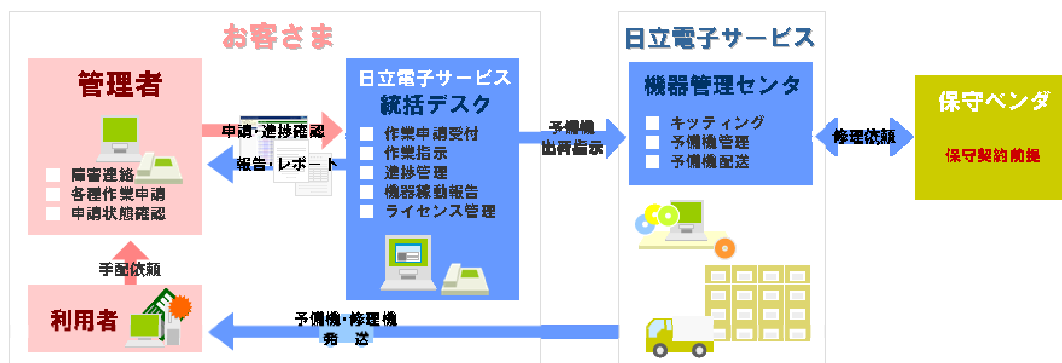 お客さま
管理者
障害連絡
各種作業申請
申請状態確認
手配依頼
利用者
申請・進捗確認
報告・レポート
日立電子サービス
統括デスク
作業申請受付
作業指示
進捗管理
機器稼動報告
ライセンス管理
予備機
出荷指示
日立電子サービス
機器管理センタ
キッティング
予備機管理
予備機配送
修理依頼
保守ベンダ
保守契約前提
予備機・修理機
発　送